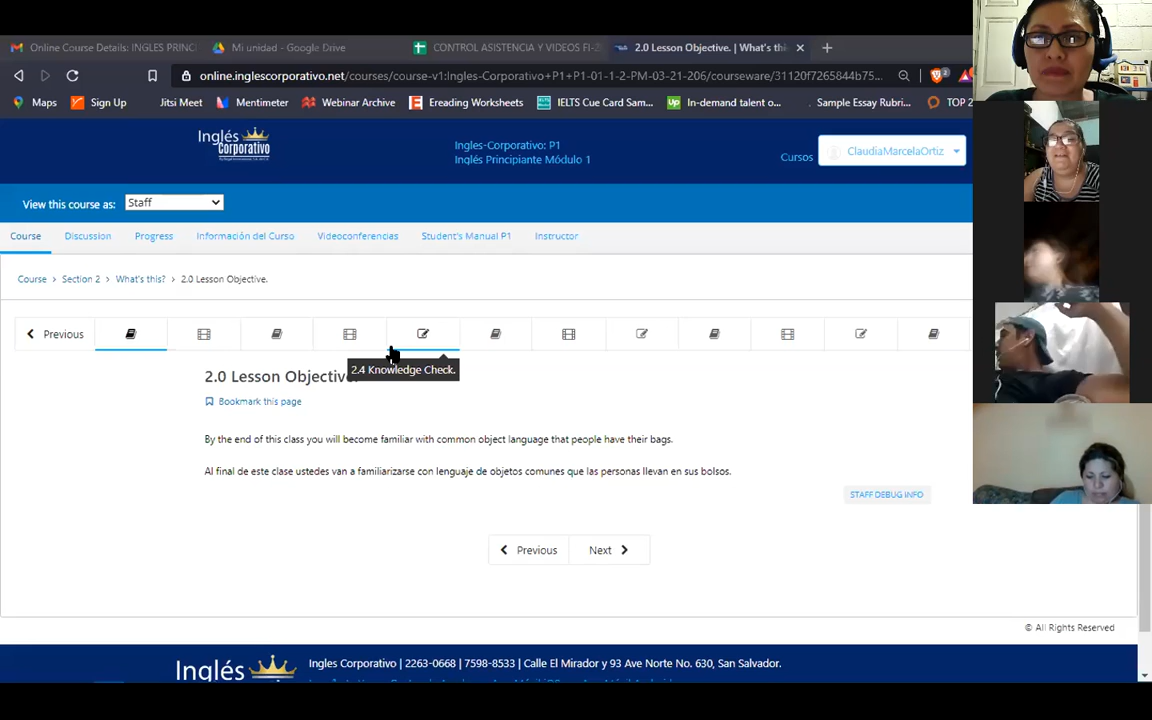 Online Course Details: INGLES PRINC
Mi unidad - Google Drive
CONTROL ASISTENCIA Y VIDEOS FI-2
2.0 Lesson Objective. | What's thi
online.inglescorporativo.net/courses/course-v1:Ingles-Corporativo+P1+P1-01-1-2-PM-03-21-206/courseware/31120f7265844b75...
Maps
Sign Up
Jitsi Meet
Mentimeter
Webinar Archive
Ereading Worksheets
IELTS Cue Card Sam...
In-demand talent o...
Sample Essay Rubri...
TOP 2
Inglés
Corporativo
Ingles-Corporativo: P1
Inglés Principiante Módulo 1
Cursos
ClaudiaMarcelaOrtiz
View this course as:
Staff
Course
Discussion
Progress
Información del Curso
Videoconferencias
Student's Manual P1
Instructor
Course > Section 2 > What's this? > 2.0 Lesson Objective.
Previous
2.4 Knowledge Check.
2.0 Lesson Objective.
Bookmark this page
By the end of this class you will become familiar with common object language that people have their bags.
Al final de este clase ustedes van a familiarizarse con lenguaje de objetos comunes que las personas llevan en sus bolsos.
STAFF DEBUG INFO
Previous
Next
© All Rights Reserved
Inglés
Ingles Corporativo | 2263-0668 | 7598-8533 | Calle El Mirador y 93 Ave Norte No. 630, San Salvador.